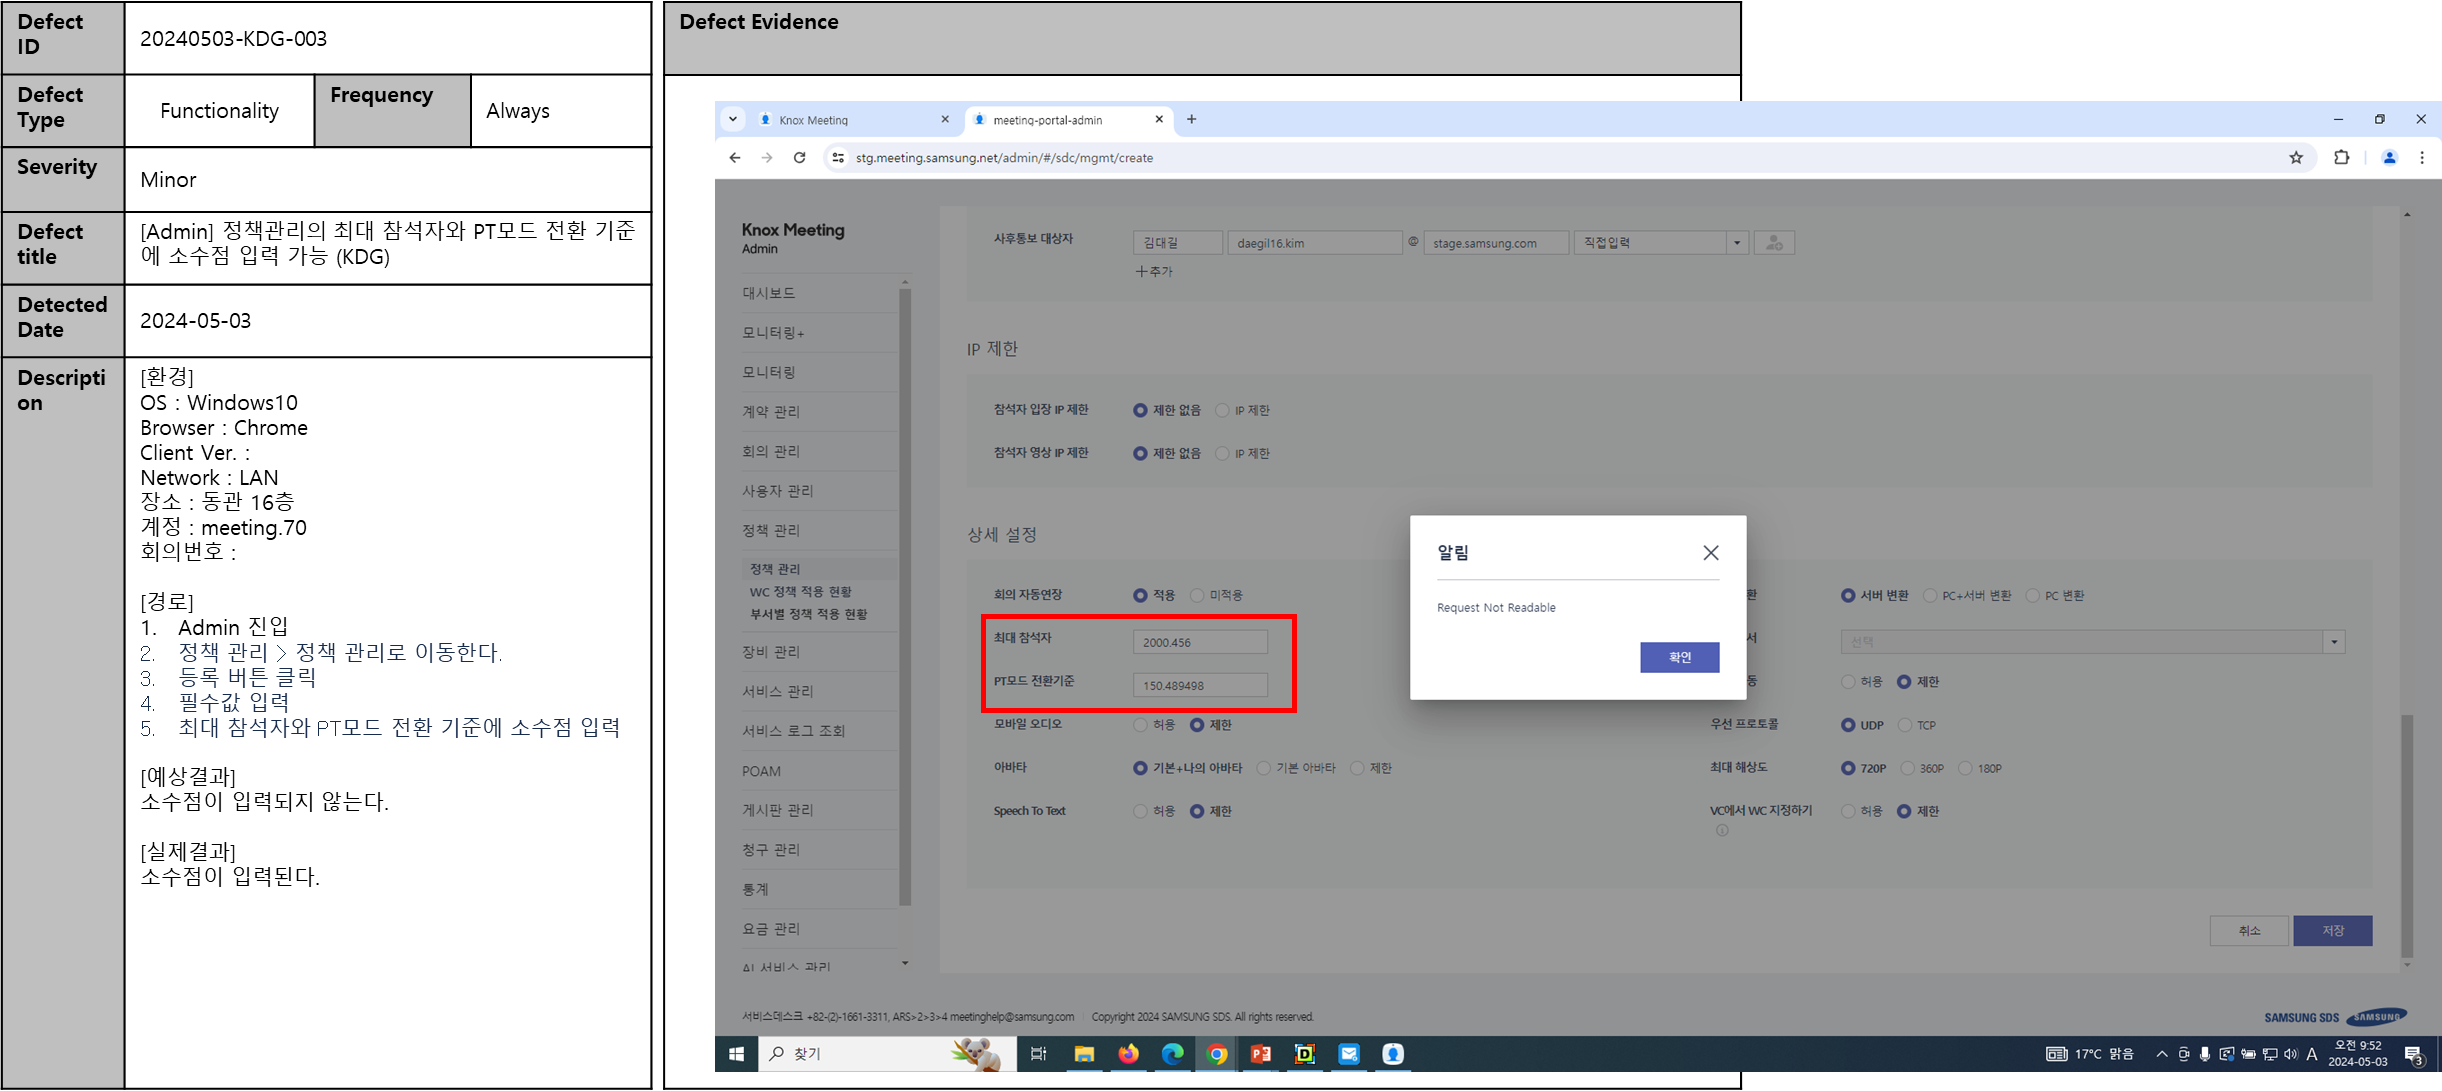 Defect
ID
20240503-KDG-003
Defect
Type
Functionality
Frequency
Always
Severity
Minor
Defect
title
[Admin] 정책관리의 최대 참석자와 PT모드 전환 기준
에 소수점 입력 가능 (KDG)
Detected
Date
2024-05-03
Descripti
on
[환경]
OS : Windows10
Browser : Chrome
Client Ver. :
Network : LAN
장소 : 동관 16층
계정 : meeting.70
회의번호 :
[경로]
1. Admin 진입
2. 정책 관리 > 정책 관리로 이동한다.
3. 등록 버튼 클릭
4. 필수값 입력
5. 최대 참석자와 PT모드 전환 기준에 소수점 입력
[예상결과]
소수점이 입력되지 않는다.
[실제결과]
소수점이 입력된다.
Defect Evidence
Knox Meeting
meeting-portal-admin
stg.meeting.samsung.net/admin/#/sdc/mgmt/create
Knox Meeting
Admin
대시보드
모니터링+
모니터링
계약 관리
회의 관리
사용자 관리
정책 관리
정책 관리
WC 정책 적용 현황
부서별 정책 적용 현황
장비 관리
서비스 관리
서비스 로그 조회
POAM
게시판 관리
청구 관리
통계
요금 관리
AI 서비스 관리
사후통보 대상자
김대길
daegil16.kim
@
stage.samsung.com
직접입력
+추가
IP 제한
참석자 입장 IP 제한
제한 없음
IP 제한
참석자 영상 IP 제한
제한 없음
IP 제한
상세 설정
회의 자동연장
적용
미적용
환
서버 변환
PC+서버 변환
PC 변환
최대 참석자
2000.456
서
선택
PT모드 전환기준
150.489498
동
허용
제한
모바일 오디오
허용
제한
우선 프로토콜
UDP
TCP
아바타
기본+나의 아바타
기본 아바타
제한
최대 해상도
720P
360P
180P
Speech To Text
허용
제한
VC에서 WC 지정하기
허용
제한
알림
Request Not Readable
확인
취소
저장
서비스데스크 +82-(2)-1661-3311, ARS>2>3>4 meetinghelp@samsung.com
Copyright 2024 SAMSUNG SDS. All rights reserved.
SAMSUNG SDS
SAMSUNG
찾기
17°C 맑음
A
오전 9:52
2024-05-03
3